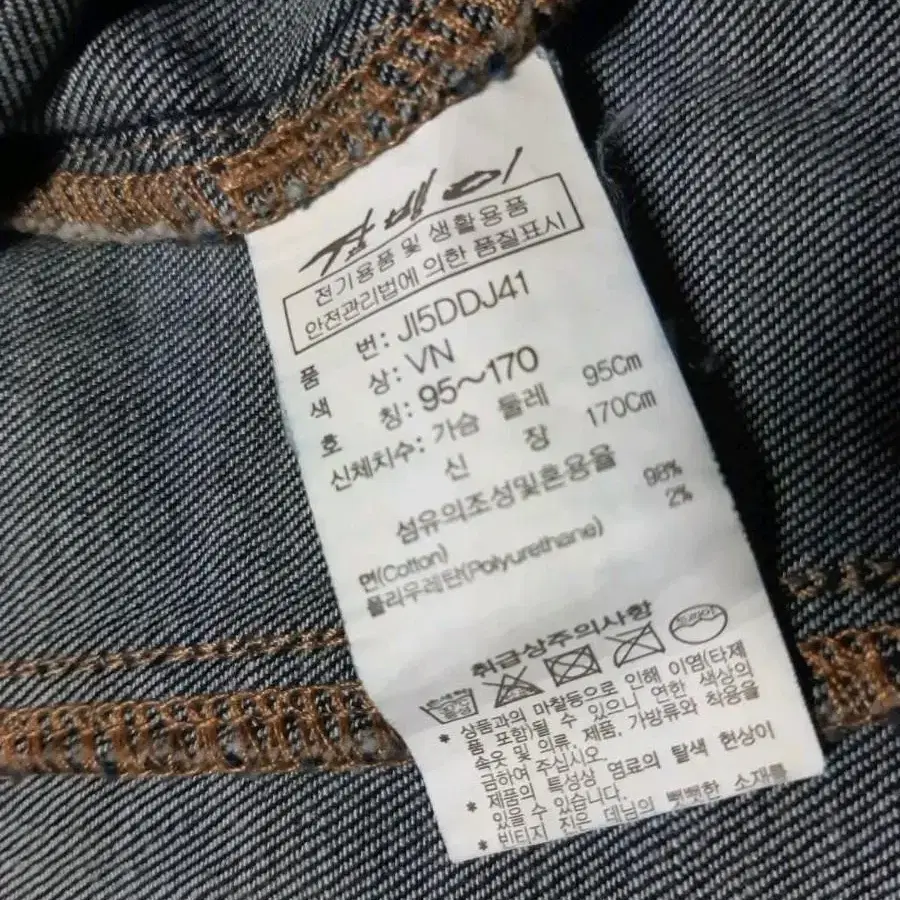 잠뱅이
전기용품 및 생활용품
안전관리법에 의한 품질표시
품 번: JI5DDJ41
색 상: VN
호 칭: 95~170
신체치수: 가슴 둘레 95Cm
신 장 170Cm
섬유의조성및혼용율
면(Cotton) 98%
폴리우레탄(Polyurethane) 2%
취급상주의사항
드라이
* 상품과의 마찰등으로 인해 이염(타제
품 포함)될 수 있으니 연한 색상의
속옷 및 의류, 제품, 가방류와 착용을
금하여 주십시오.
* 제품의 특성상 염료의 탈색 현상이
있을 수 있습니다.
* 빈티지 진은 데님의 뻣뻣한 소재를